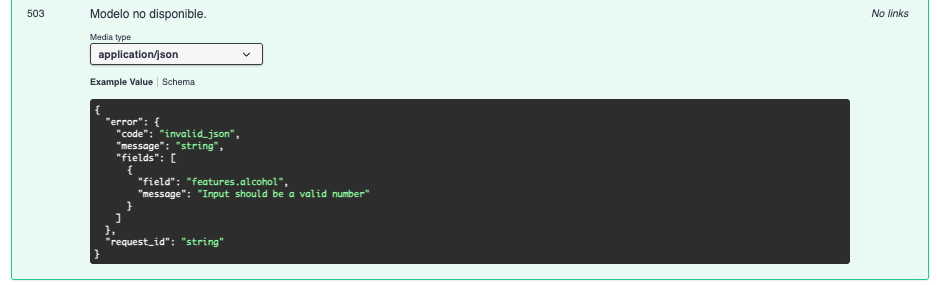 503 Modelo no disponible. No links
Media type
application/json
Example Value | Schema
{
  "error": {
    "code": "invalid_json",
    "message": "string",
    "fields": [
      {
        "field": "features.alcohol",
        "message": "Input should be a valid number"
      }
    ]
  },
  "request_id": "string"
}